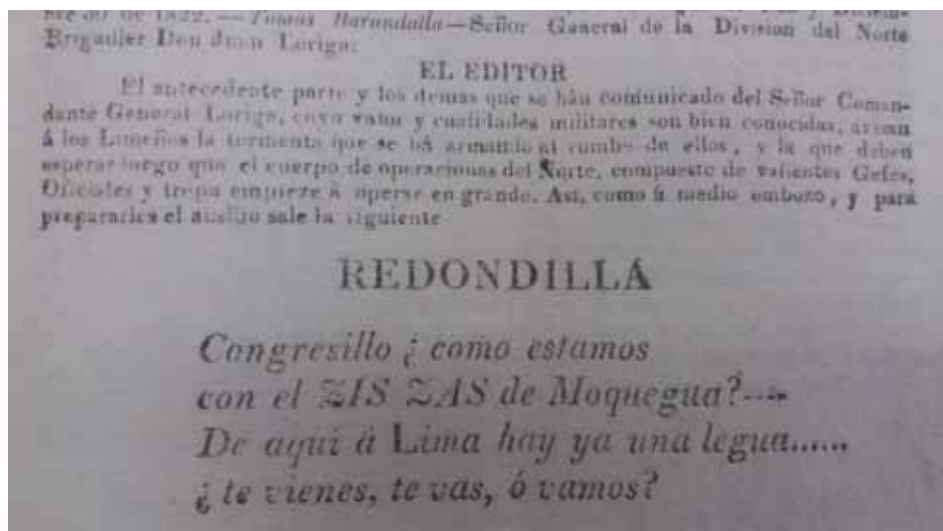 bre 30 de 1822. — Tomas Barandalla—Señor General de la Division del Norte
Brigadier Don Juan Loriga.
EL EDITOR
El antecedente parte y los demas que se hán comunicado del Señor Coman-
dante General Loriga, cuyo valor y cualidades militares son bien conocidas, avisan
á los Limeños la tormenta que se bá armando al rumbo de ellos, y la que deben
esperar luego que el cuerpo de operaciones del Norte, compuesto de valientes Gefes,
Oficiales y tropa empieze á operar en grande. Asi, como á medio embozo, y para
prepararles el ausilio sale la siguiente
REDONDILLA
Congresillo ¿ como estamos
con el ZIS ZAS de Moquegua?----
De aquí á Lima hay ya una legua......
¿ te vienes, te vas, ó vamos?